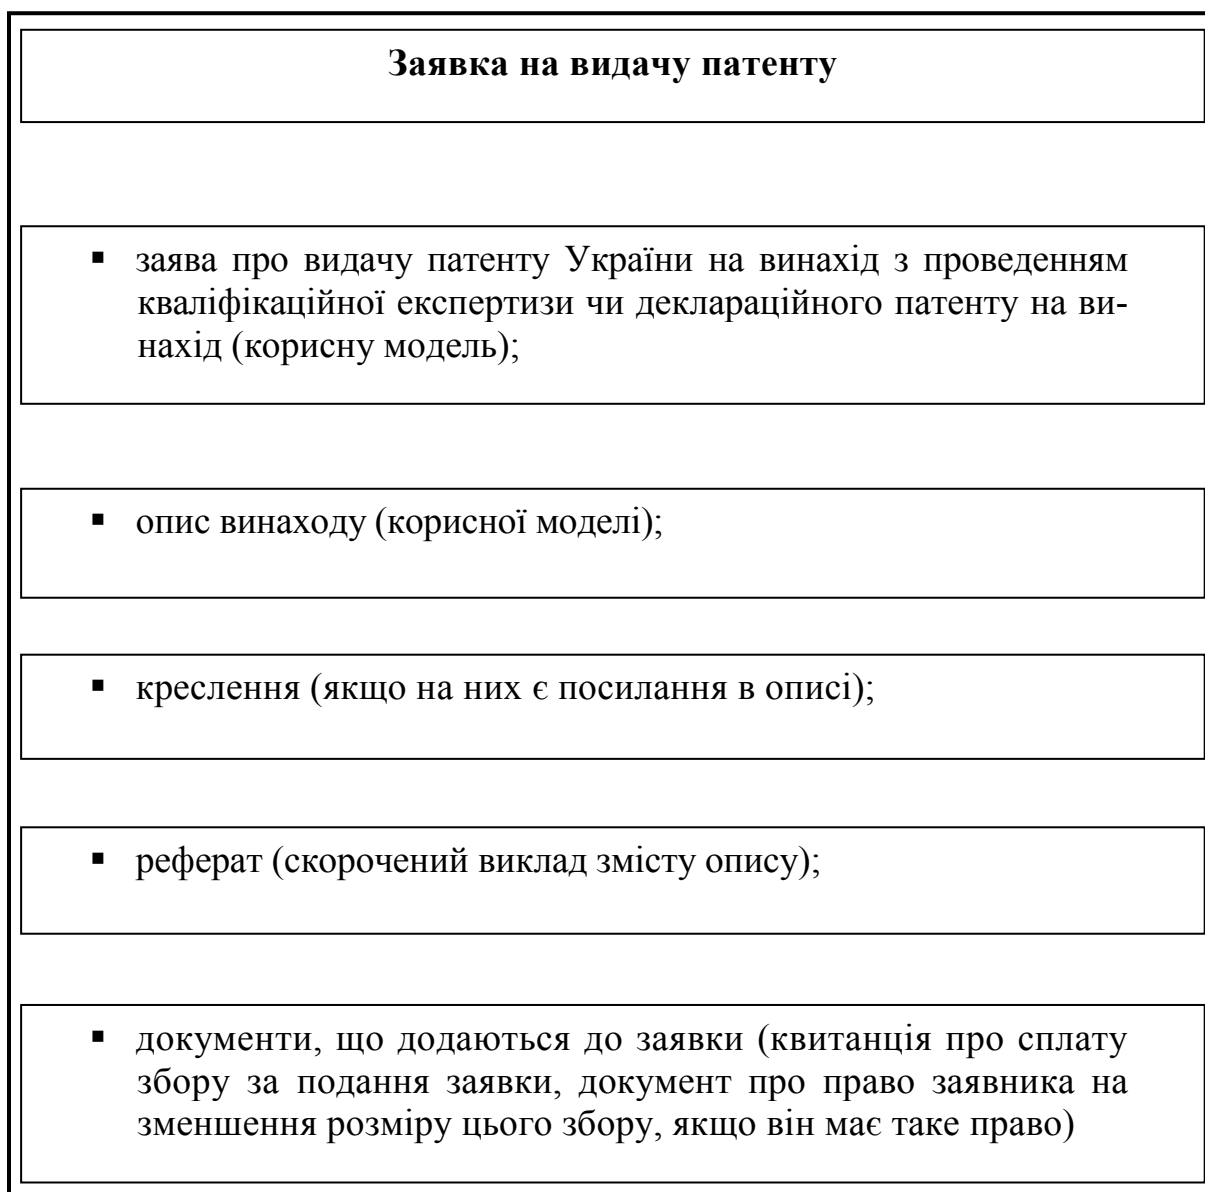 Заявка на видачу патенту
▪ заява про видачу патенту України на винахід з проведенням
кваліфікаційної експертизи чи деклараційного патенту на ви-
нахід (корисну модель);
▪ опис винаходу (корисної моделі);
▪ креслення (якщо на них є посилання в описі);
▪ реферат (скорочений виклад змісту опису);
▪ документи, що додаються до заявки (квитанція про сплату
збору за подання заявки, документ про право заявника на
зменшення розміру цього збору, якщо він має таке право)